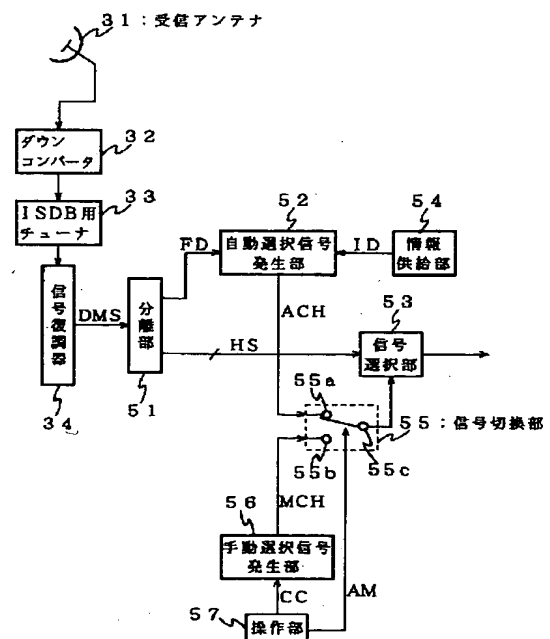 31：受信アンテナ
32
ダウン
コンバータ
33
ISDB用
チューナ
52
54
FD
自動選択信号
発生部
ID
情報
供給部
信号復調器
DMS
分離部
ACH
53
HS
信号
選択部
34
51
55a
55：信号切換部
55b
55c
56
MCH
手動選択信号
発生部
CC
AM
57
操作部